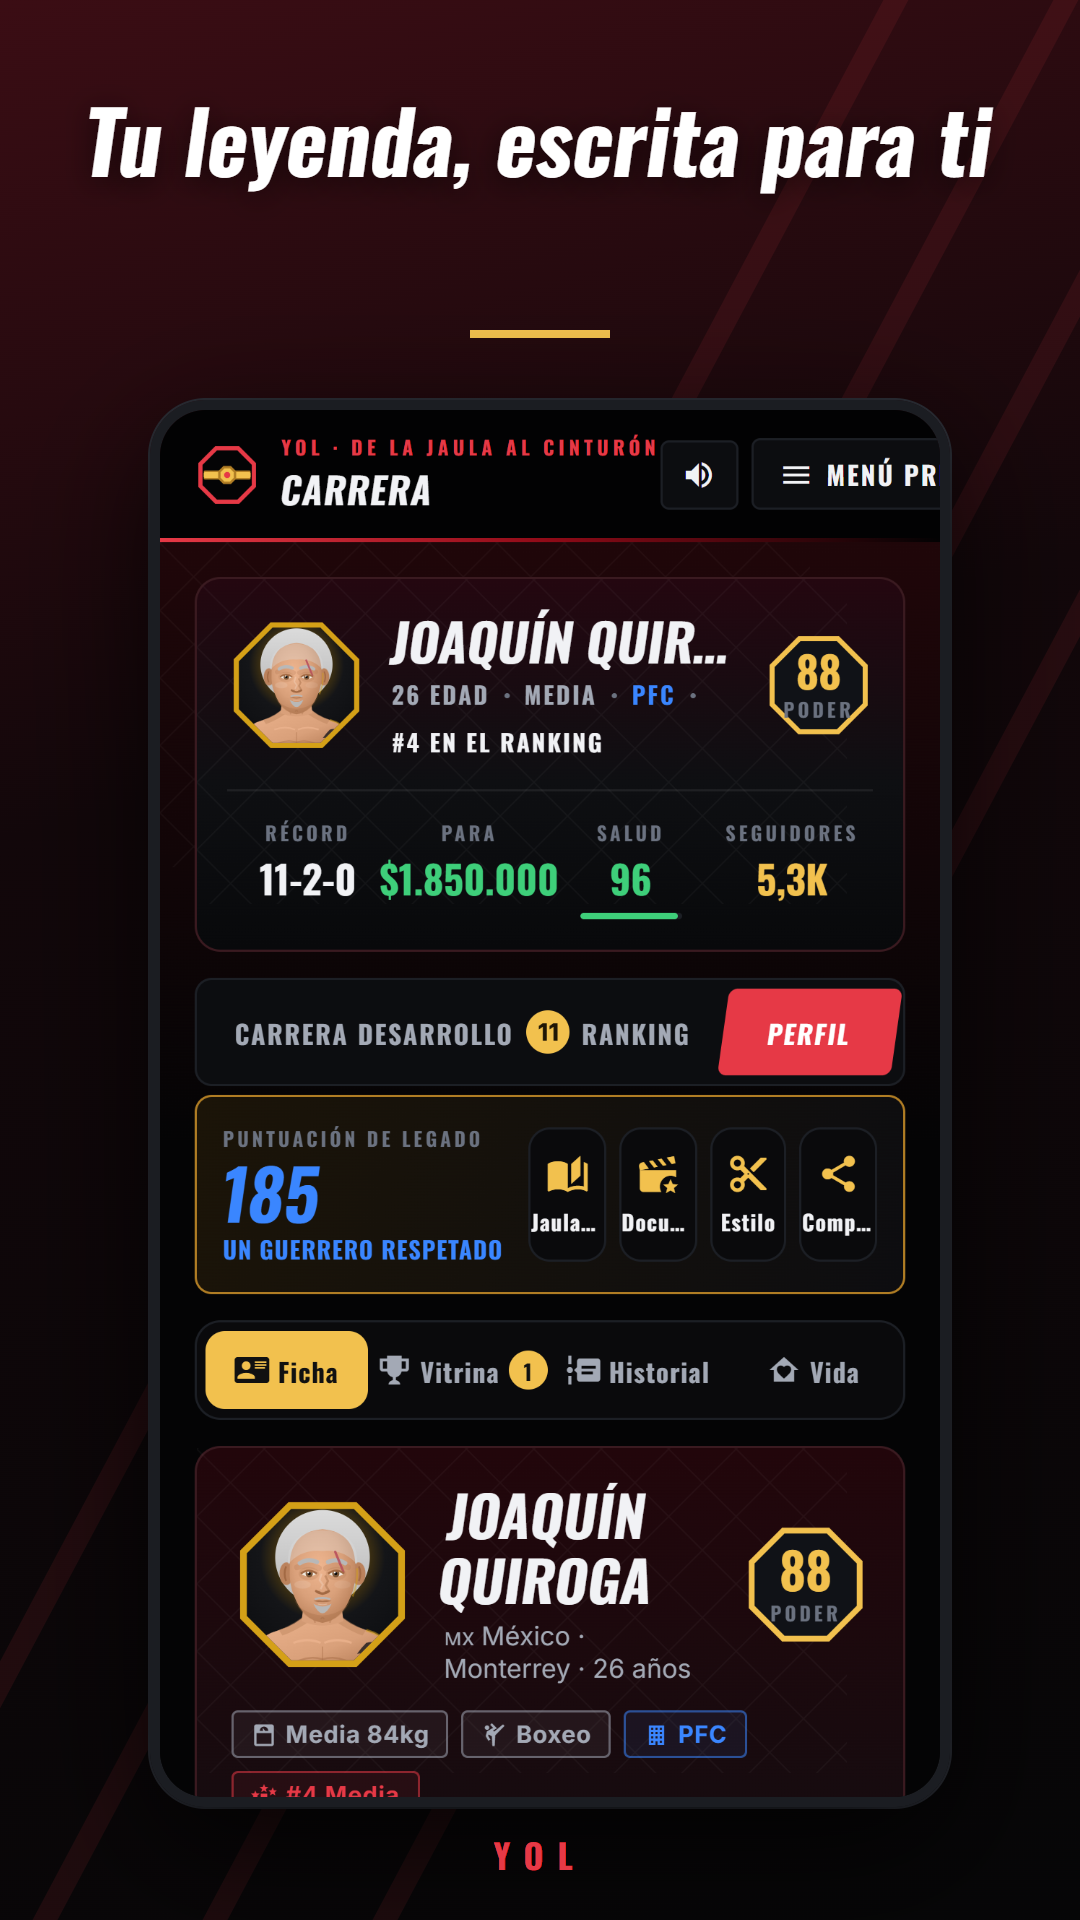 Tu leyenda, escrita para ti
YOL · DE LA JAULA AL CINTURÓN
CARRERA
MENÚ PR
JOAQUÍN QUIR...
26 EDAD · MEDIA · PFC ·
#4 EN EL RANKING
88
PODER
RÉCORD PARA SALUD SEGUIDORES
11-2-0 $1.850.000 96 5,3K
CARRERA DESARROLLO 11 RANKING PERFIL
PUNTUACIÓN DE LEGADO
185
UN GUERRERO RESPETADO
Jaula... Docu... Estilo Comp...
Ficha Vitrina 1 Historial Vida
JOAQUÍN
QUIROGA
MX México ·
Monterrey · 26 años
88
PODER
Media 84kg Boxeo PFC
#4 Media
YOL